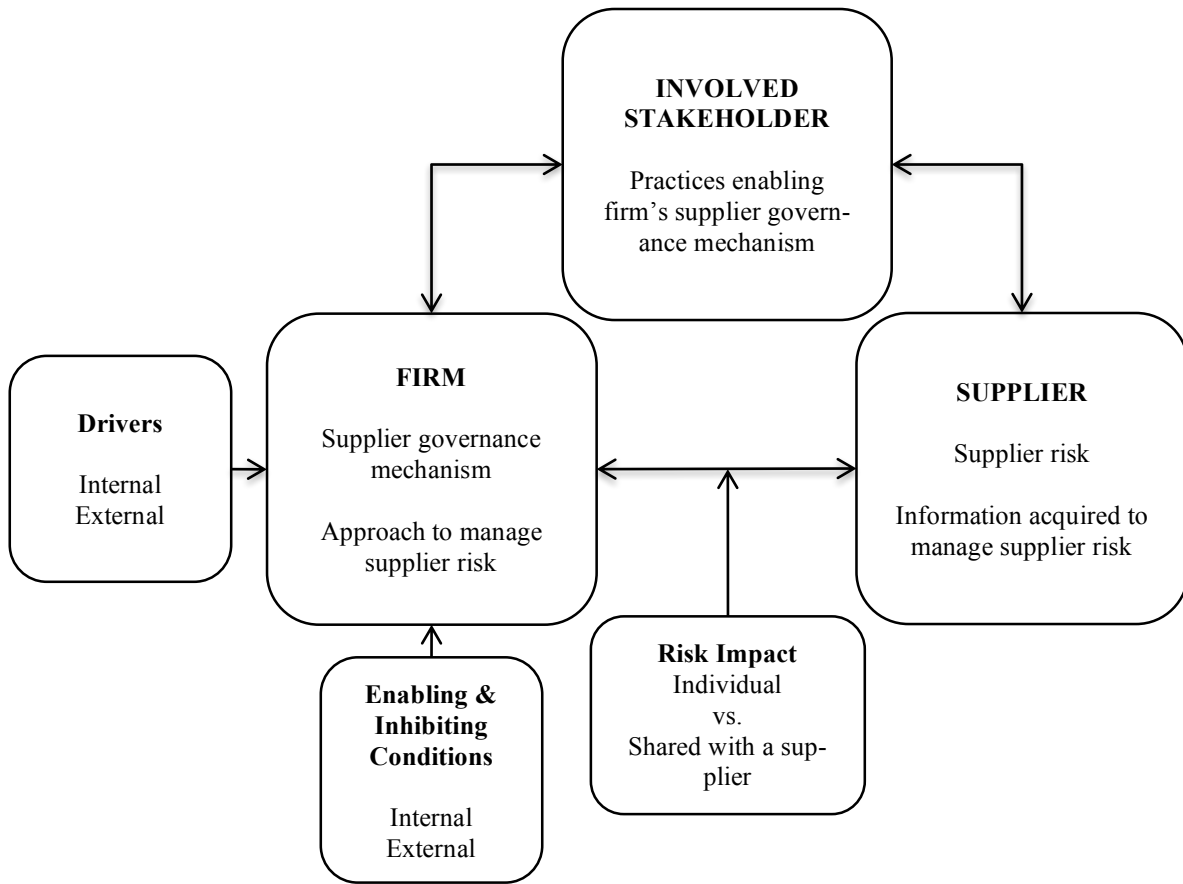 INVOLVED
STAKEHOLDER
Practices enabling
firm’s supplier govern-
ance mechanism
FIRM
Supplier governance
mechanism
Approach to manage
supplier risk
SUPPLIER
Supplier risk
Information acquired to
manage supplier risk
Drivers
Internal
External
Enabling &
Inhibiting
Conditions
Internal
External
Risk Impact
Individual
vs.
Shared with a sup-
plier